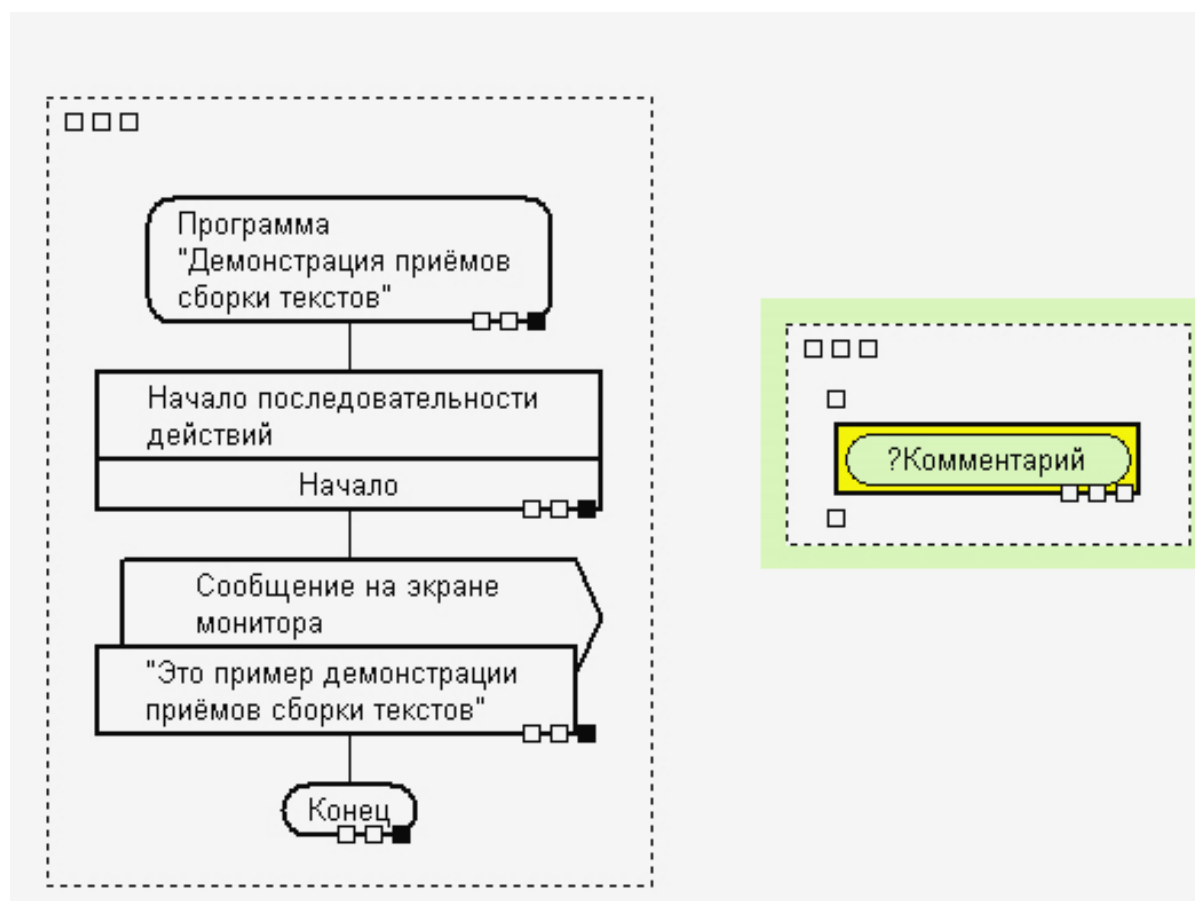 Программа
"Демонстрация приёмов
сборки текстов"
Начало последовательности
действий
Начало
Сообщение на экране
монитора
"Это пример демонстрации
приёмов сборки текстов"
Конец
?Комментарий